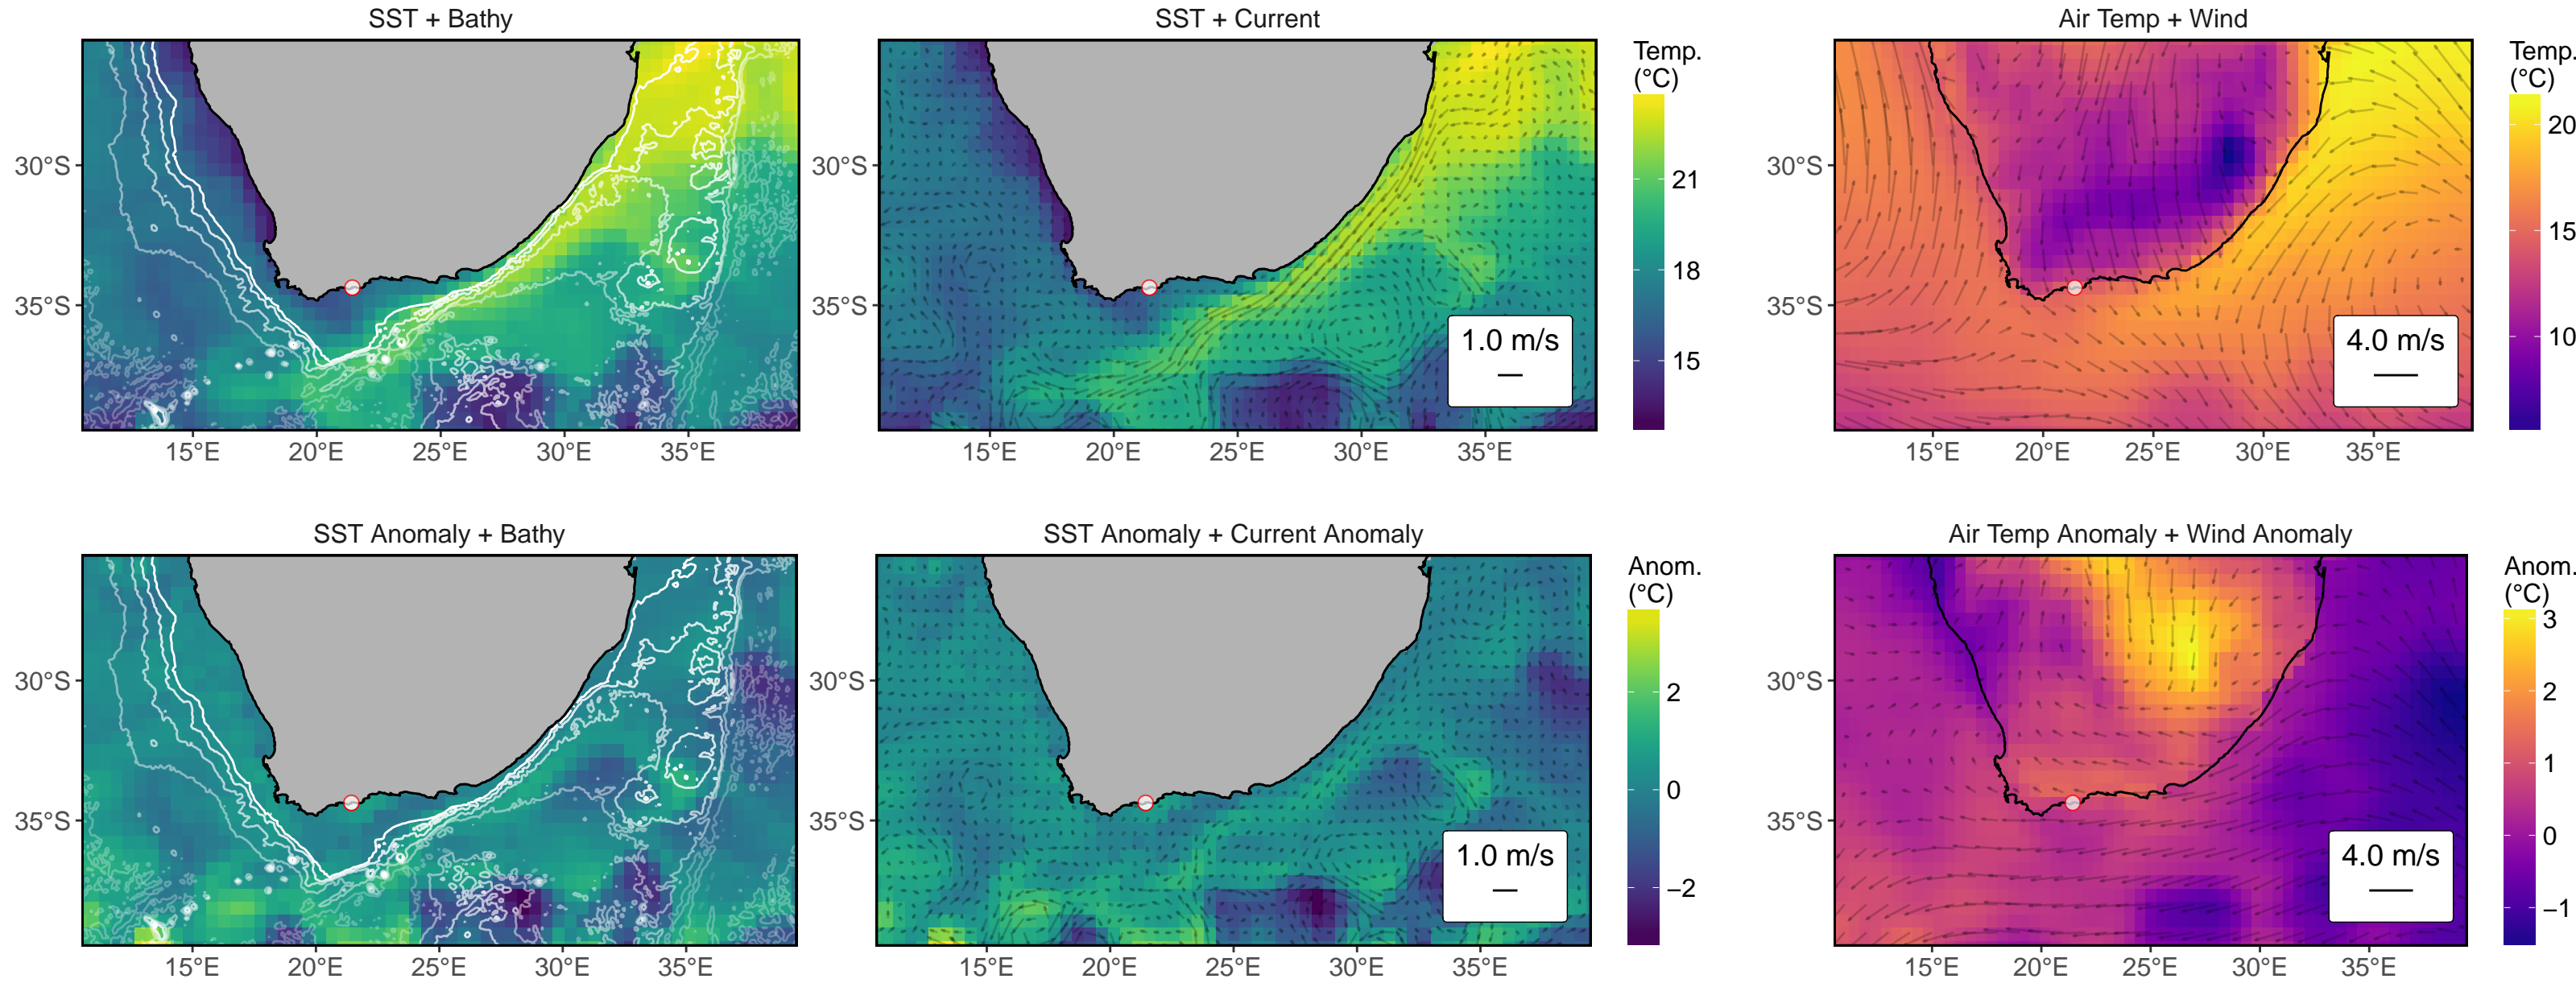 SST + Bathy
SST + Current
Air Temp + Wind
30°S
35°S
15°E 20°E 25°E 30°E 35°E
30°S
35°S
15°E 20°E 25°E 30°E 35°E
1.0 m/s
Temp.
(°C)
21
18
15
30°S
35°S
15°E 20°E 25°E 30°E 35°E
4.0 m/s
Temp.
(°C)
20
15
10
SST Anomaly + Bathy
SST Anomaly + Current Anomaly
Air Temp Anomaly + Wind Anomaly
30°S
35°S
15°E 20°E 25°E 30°E 35°E
30°S
35°S
15°E 20°E 25°E 30°E 35°E
1.0 m/s
Anom.
(°C)
2
0
−2
30°S
35°S
15°E 20°E 25°E 30°E 35°E
4.0 m/s
Anom.
(°C)
3
2
1
0
−1